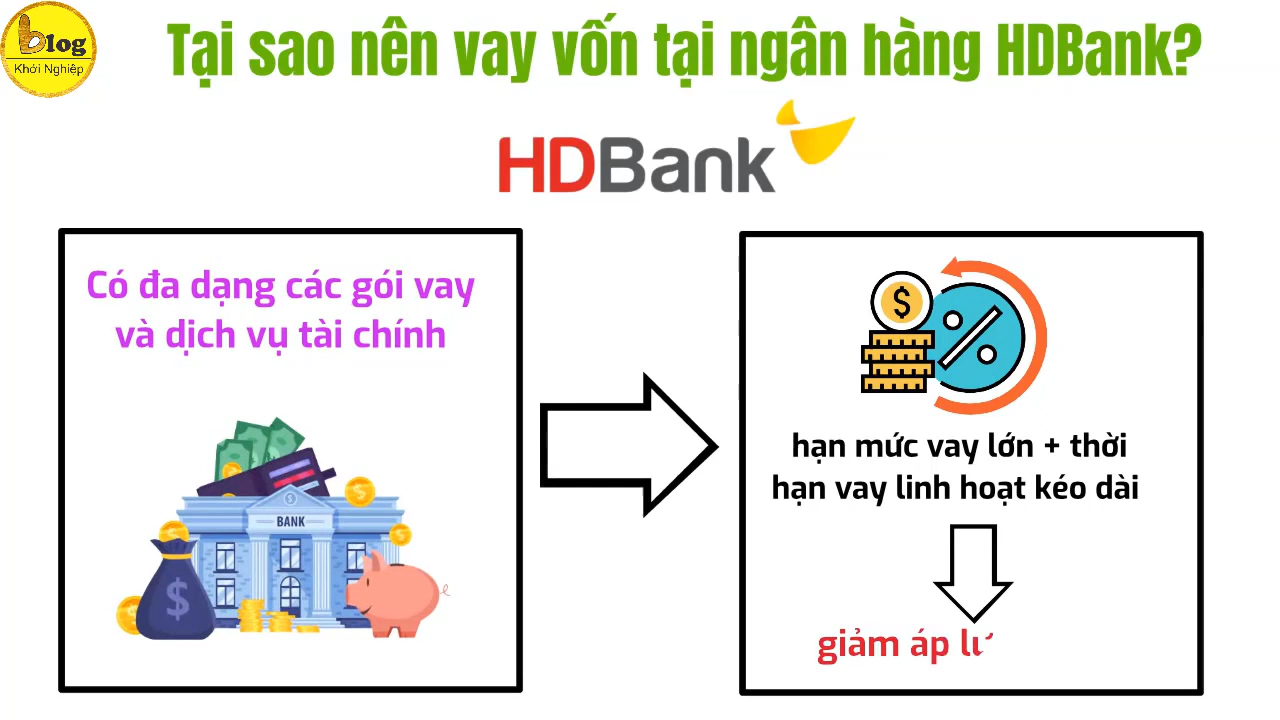 blog
Khởi Nghiệp
Tại sao nên vay vốn tại ngân hàng HDBank?
HDBank
Có đa dạng các gói vay
và dịch vụ tài chính
BANK
hạn mức vay lớn + thời
hạn vay linh hoạt kéo dài
giảm áp